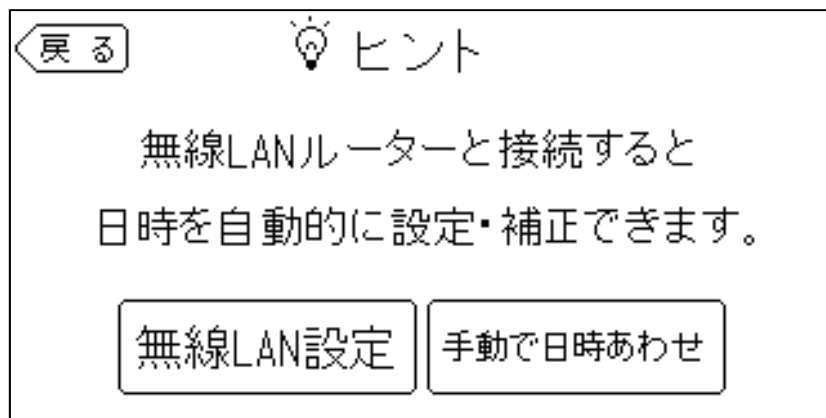 戻る
ヒント
無線LANルーターと接続すると
日時を自動的に設定・補正できます。
無線LAN設定
手動で日時あわせ